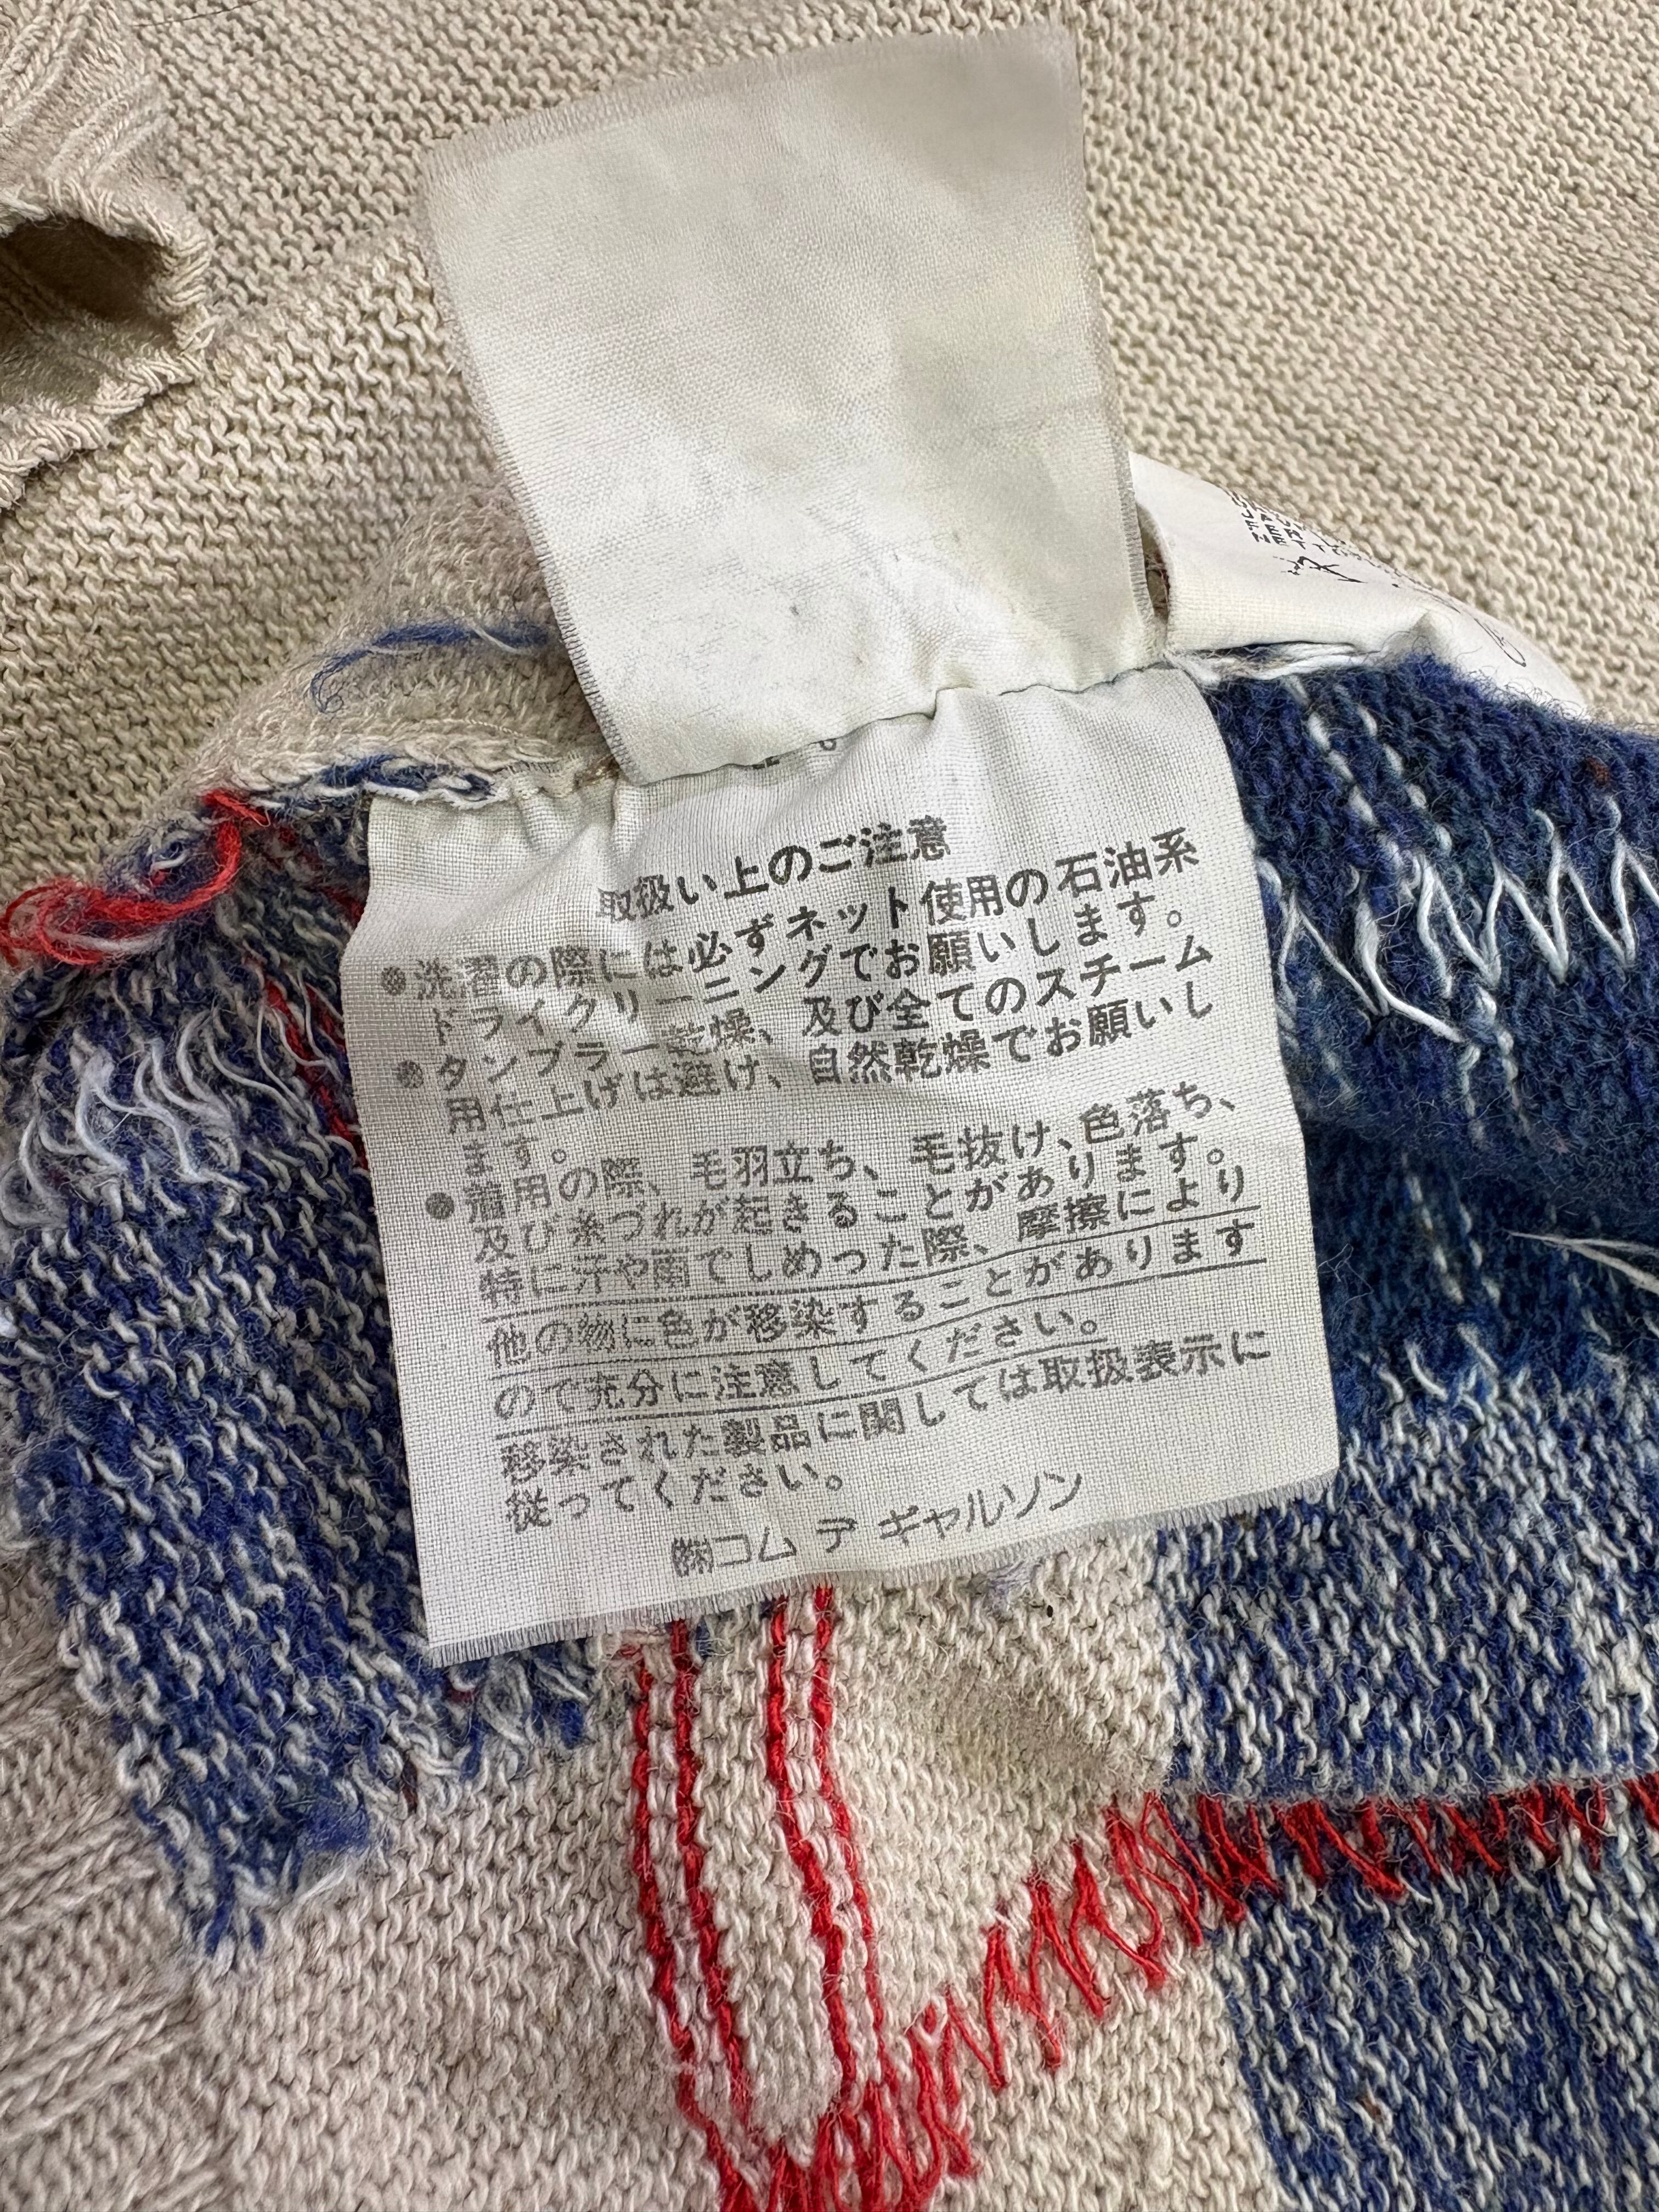 取扱い上のご注意
●洗濯の際には必ずネット使用の石油系
ドライクリーニングでお願いします。
●タンブラー乾燥、及び全てのスチーム
用仕上げは避け、自然乾燥でお願いし
ます。
●着用の際、毛羽立ち、毛抜け、色落ち、
及び糸づれが起きることがあります。
特に汗や雨でしめった際、摩擦により
他の物に色が移染することがあります
ので充分に注意してください。
移染された製品に関しては取扱表示に
従ってください。
㈱コム デ ギャルソン